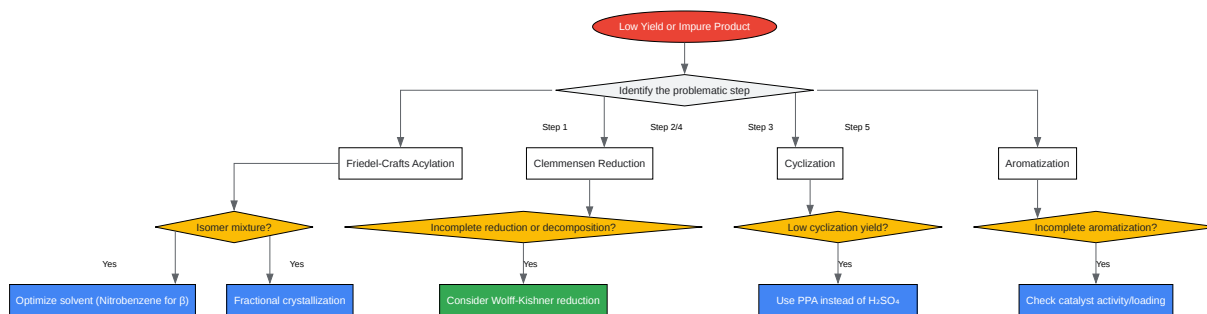 Low Yield or Impure Product
Identify the problematic step
Step 1
Step 2/4
Step 3
Step 5
Friedel-Crafts Acylation
Clemmensen Reduction
Cyclization
Aromatization
Isomer mixture?
Incomplete reduction or decomposition?
Low cyclization yield?
Incomplete aromatization?
Yes
Yes
Yes
Yes
Yes
Optimize solvent (Nitrobenzene for β)
Fractional crystallization
Consider Wolff-Kishner reduction
Use PPA instead of H₂SO₄
Check catalyst activity/loading